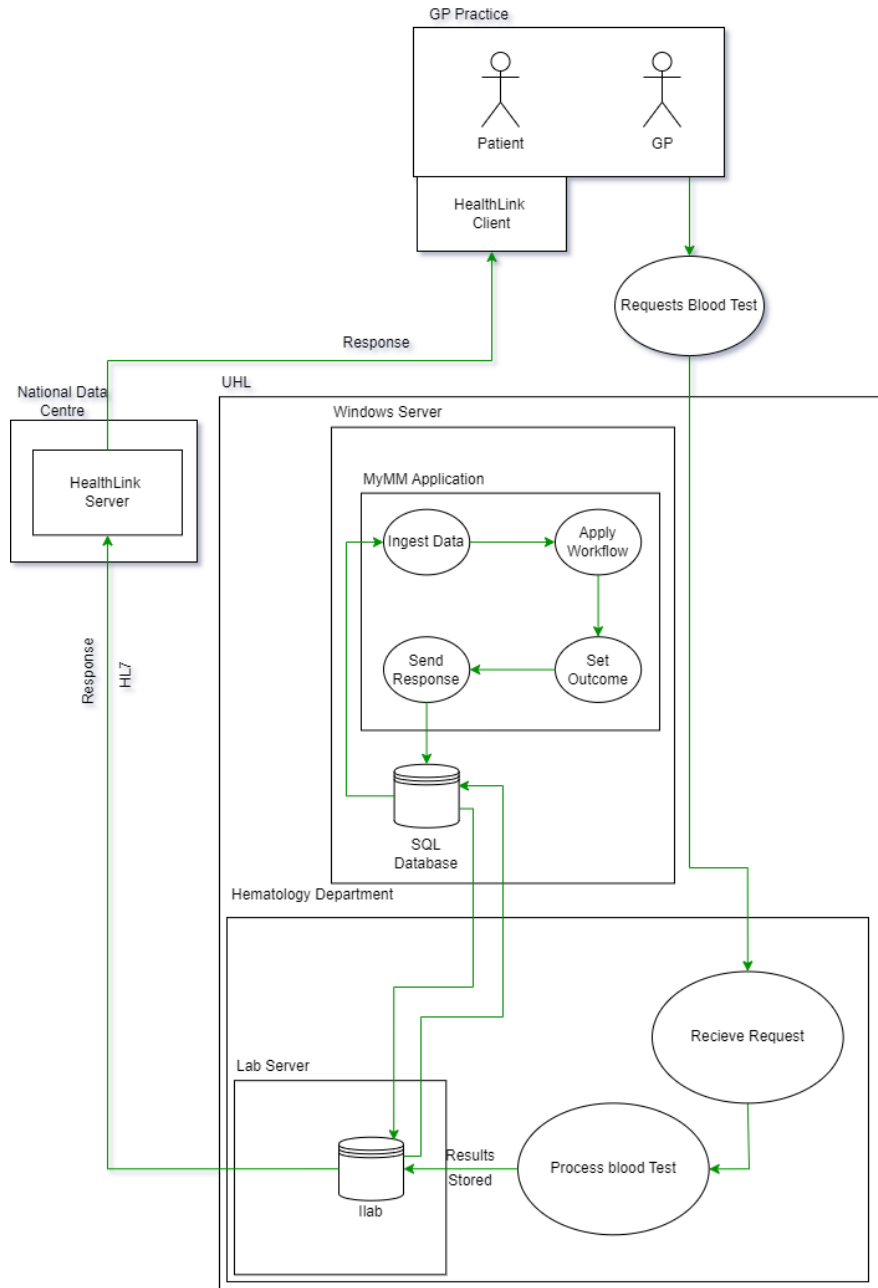 GP Practice
Patient
GP
HealthLink
Client
Requests Blood Test
Response
National Data
Centre
HealthLink
Server
UHL
Windows Server
MyMM Application
Ingest Data
Apply
Workflow
Send
Response
Set
Outcome
SQL
Database
Response
HL7
Hematology Department
Recieve Request
Lab Server
Results
Stored
Process blood Test
Ilab